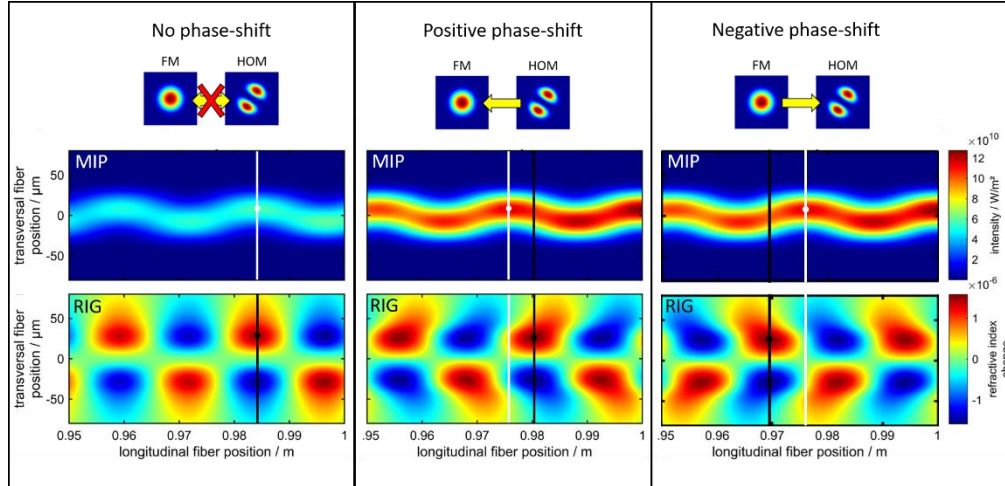 No phase-shift
Positive phase-shift
Negative phase-shift
FM HOM
FM HOM
FM HOM
MIP
MIP
MIP
transversal fiber
position / µm
50
0
-50
×10¹⁰
12
10
8
6
4
2
intensity / W/m²
RIG
RIG
RIG
transversal fiber
position / µm
50
0
-50
×10⁻⁶
1
0
-1
refractive index
change
0.95 0.96 0.97 0.98 0.99 1
0.95 0.96 0.97 0.98 0.99 1
0.95 0.96 0.97 0.98 0.99 1
longitudinal fiber position / m
longitudinal fiber position / m
longitudinal fiber position / m